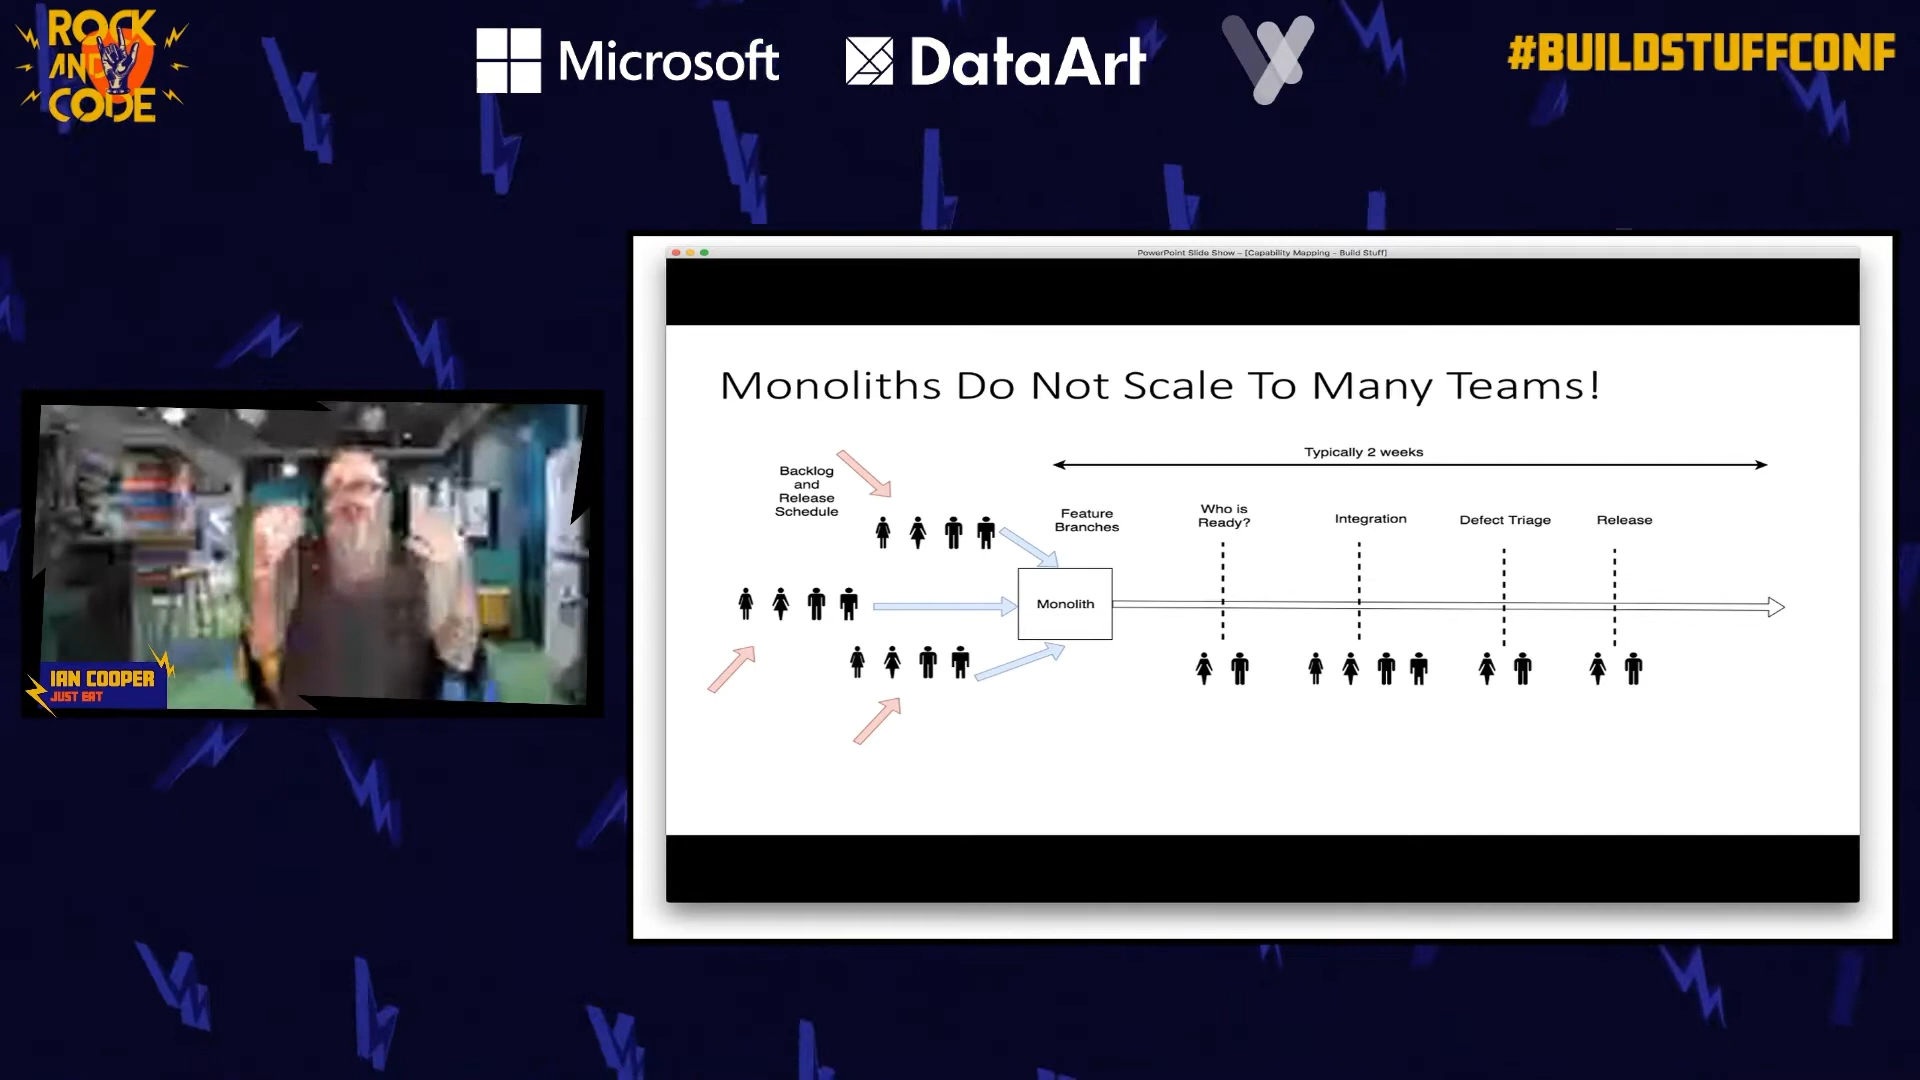 ROCK
AND
CODE
Microsoft
DataArt
#BUILDSTUFFCONF
PowerPoint Slide Show – [Capability Mapping – Build Stuff]
Monoliths Do Not Scale To Many Teams!
Typically 2 weeks
Backlog
and
Release
Schedule
Feature
Branches
Who is
Ready?
Integration
Defect Triage
Release
Monolith
IAN COOPER
JUST EAT